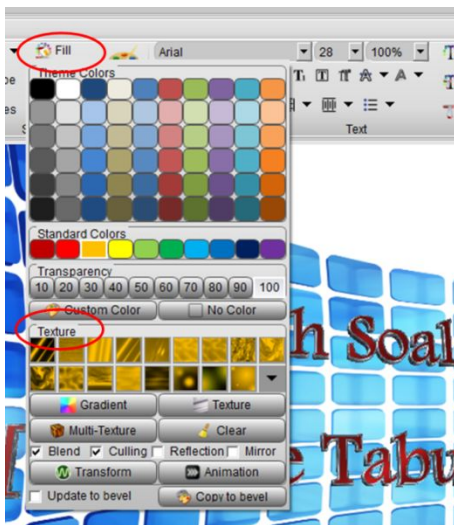 Fill
Arial
28
100%
Theme Colors
Text
Standard Colors
Transparency
10 20 30 40 50 60 70 80 90 100
Custom Color
No Color
Texture
Gradient
Texture
Multi-Texture
Clear
Blend
Culling
Reflection
Mirror
Transform
Animation
Update to bevel
Copy to bevel
h Soal
Tabu